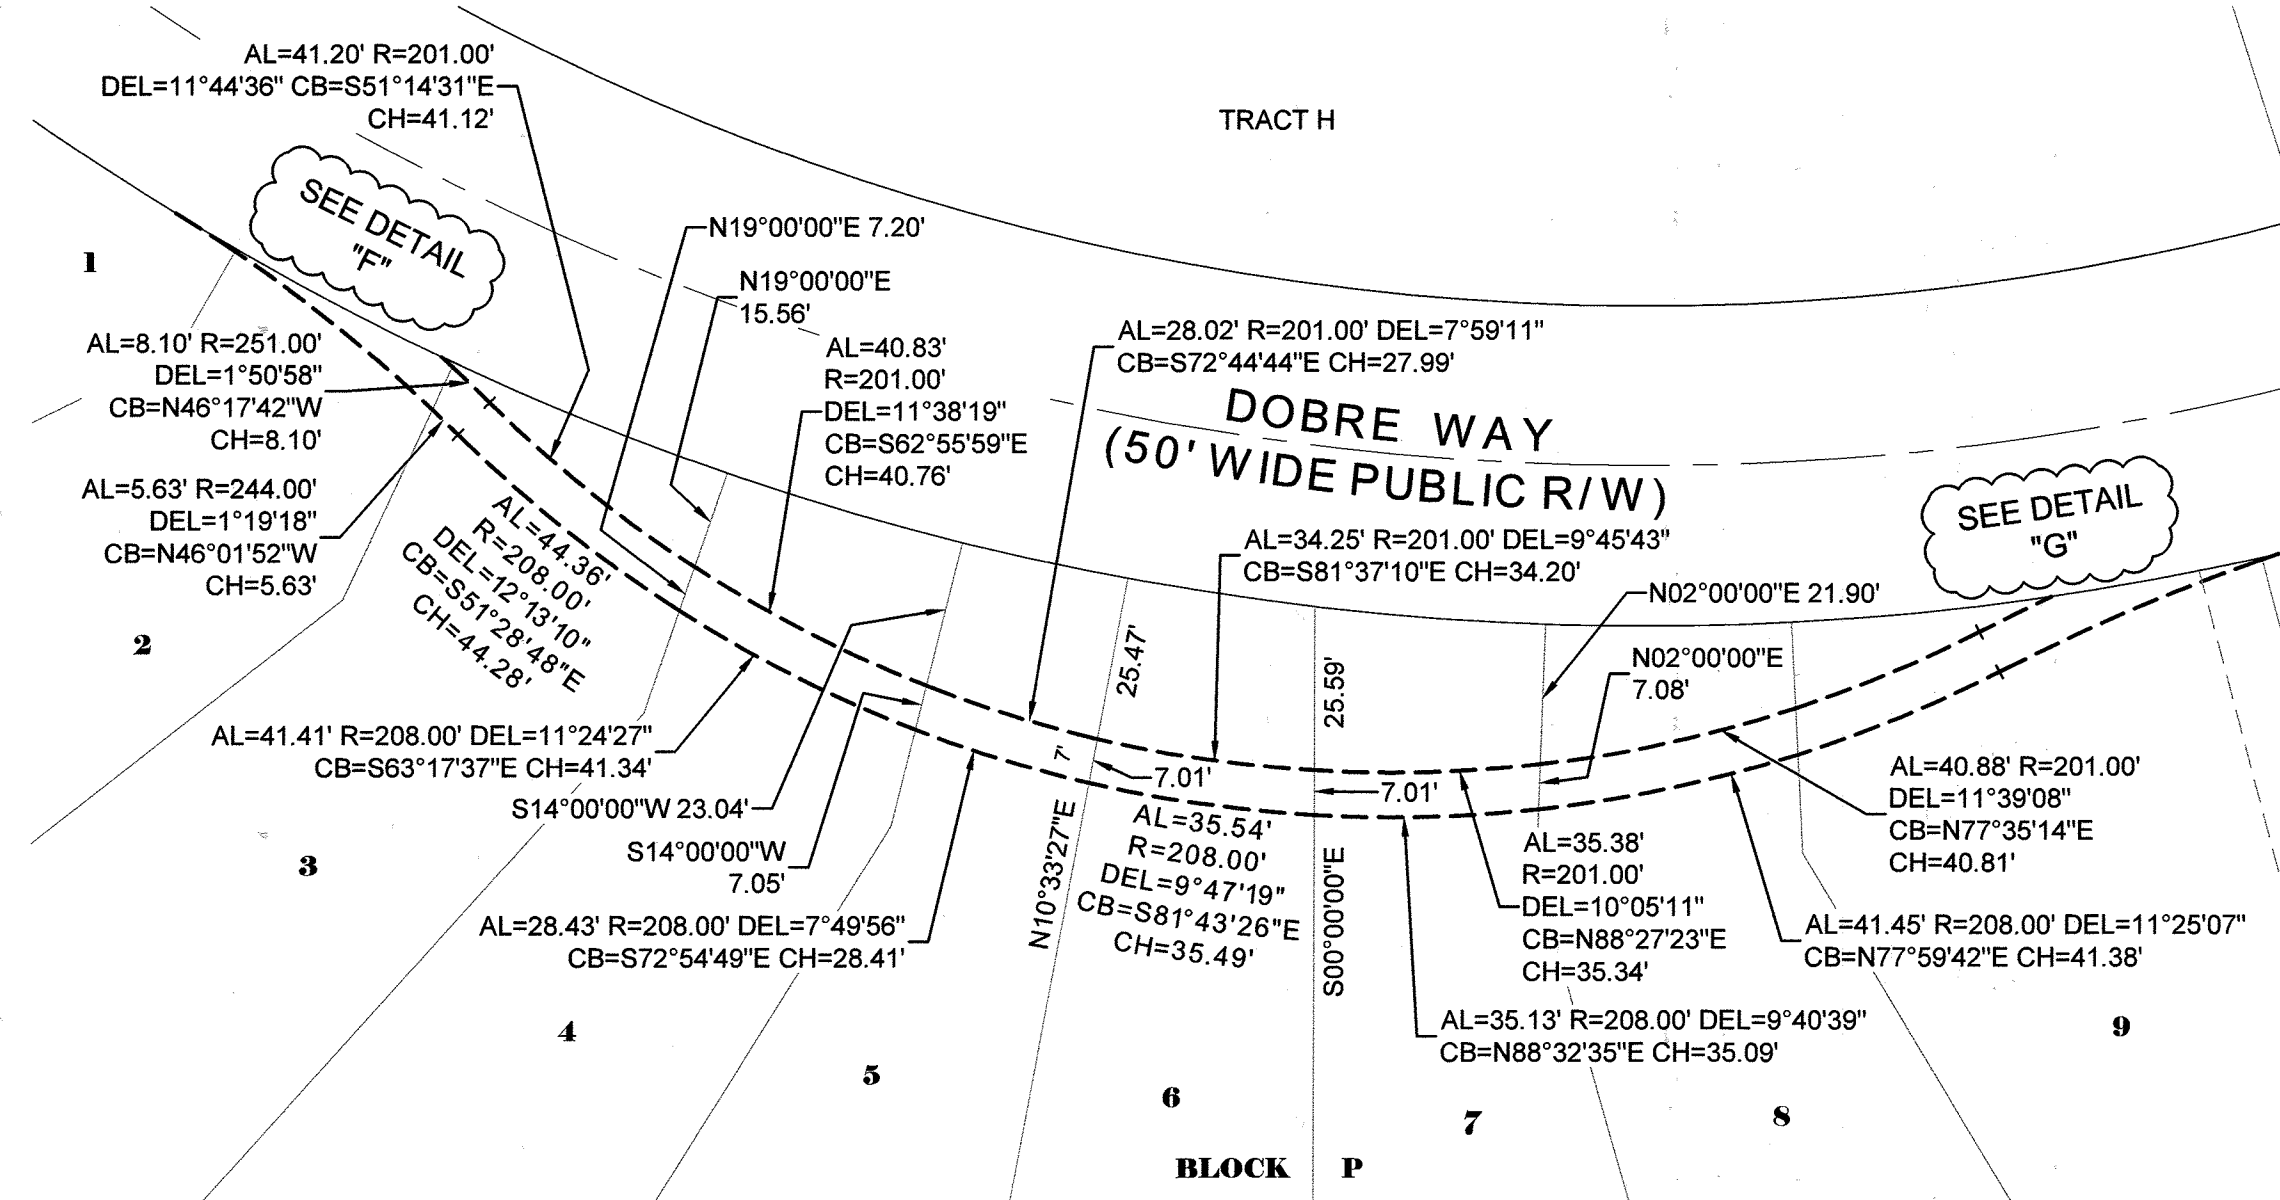 AL=41.20' R=201.00'
DEL=11°44'36" CB=S51°14'31"E
CH=41.12'
TRACT H
SEE DETAIL
"F"
N19°00'00"E 7.20'
N19°00'00"E
15.56'
1
AL=8.10' R=251.00'
DEL=1°50'58"
CB=N46°17'42"W
CH=8.10'
AL=40.83'
R=201.00'
DEL=11°38'19"
CB=S62°55'59"E
CH=40.76'
AL=28.02' R=201.00' DEL=7°59'11"
CB=S72°44'44"E CH=27.99'
DOBRE WAY
(50' WIDE PUBLIC R/W)
SEE DETAIL
"G"
AL=5.63' R=244.00'
DEL=1°19'18"
CB=N46°01'52"W
CH=5.63'
AL=44.36'
R=208.00'
DEL=12°13'10"
CB=S51°28'48"E
CH=44.28'
AL=34.25' R=201.00' DEL=9°45'43"
CB=S81°37'10"E CH=34.20'
N02°00'00"E 21.90'
N02°00'00"E
7.08'
2
25.47'
25.59'
AL=41.41' R=208.00' DEL=11°24'27"
CB=S63°17'37"E CH=41.34'
7'
7.01'
7.01'
S14°00'00"W 23.04'
S14°00'00"W
7.05'
N10°33'27"E
AL=35.54'
R=208.00'
DEL=9°47'19"
CB=S81°43'26"E
CH=35.49'
S00°00'00"E
AL=35.38'
R=201.00'
DEL=10°05'11"
CB=N88°27'23"E
CH=35.34'
AL=40.88' R=201.00'
DEL=11°39'08"
CB=N77°35'14"E
CH=40.81'
3
AL=28.43' R=208.00' DEL=7°49'56"
CB=S72°54'49"E CH=28.41'
AL=41.45' R=208.00' DEL=11°25'07"
CB=N77°59'42"E CH=41.38'
AL=35.13' R=208.00' DEL=9°40'39"
CB=N88°32'35"E CH=35.09'
4
5
6
7
8
9
BLOCK P